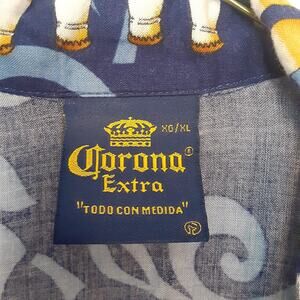 XG/XL
Corona®
Extra
"TODO CON MEDIDA"